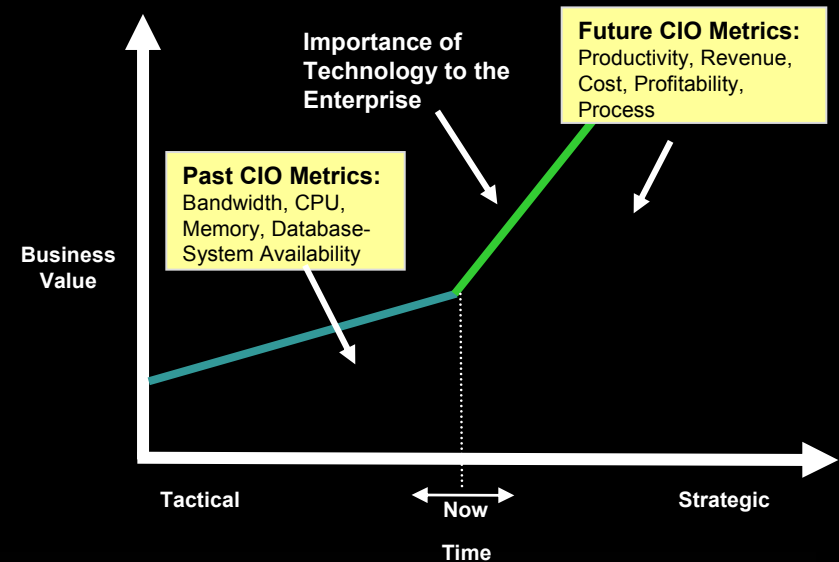 Importance of
Technology to the
Enterprise
Future CIO Metrics:
Productivity, Revenue,
Cost, Profitability,
Process
Past CIO Metrics:
Bandwidth, CPU,
Memory, Database-
System Availability
Business
Value
Tactical
Now
Strategic
Time